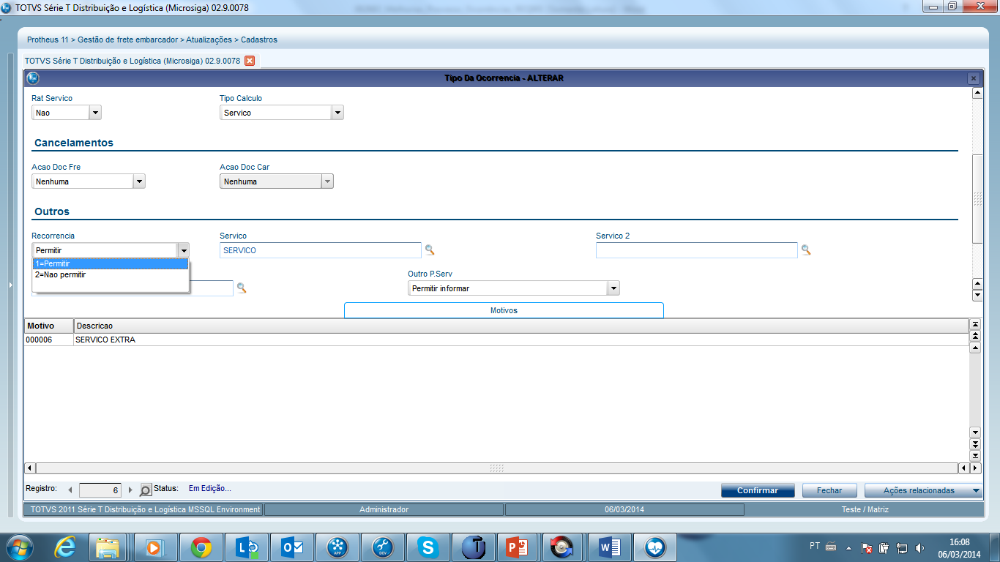 TOTVS Série T Distribuição e Logística (Microsiga) 02.9.0078
Protheus 11 > Gestão de frete embarcador > Atualizações > Cadastros
TOTVS Série T Distribuição e Logística (Microsiga) 02.9.0078
Tipo Da Ocorrencia - ALTERAR
Rat Servico
Tipo Calculo
Nao
Servico
Cancelamentos
Acao Doc Fre
Acao Doc Car
Nenhuma
Nenhuma
Outros
Recorrencia
Servico
Servico 2
Permitir
SERVICO
1=Permitir
2=Nao permitir
Outro P.Serv
Permitir informar
Motivos
Motivo
Descricao
000006
SERVICO EXTRA
Registro:
6
Status:
Em Edição...
Confirmar
Fechar
Ações relacionadas
TOTVS 2011 Série T Distribuição e Logística MSSQL Environment
Administrador
06/03/2014
Teste / Matriz
APP
DEV
PT
16:08
06/03/2014